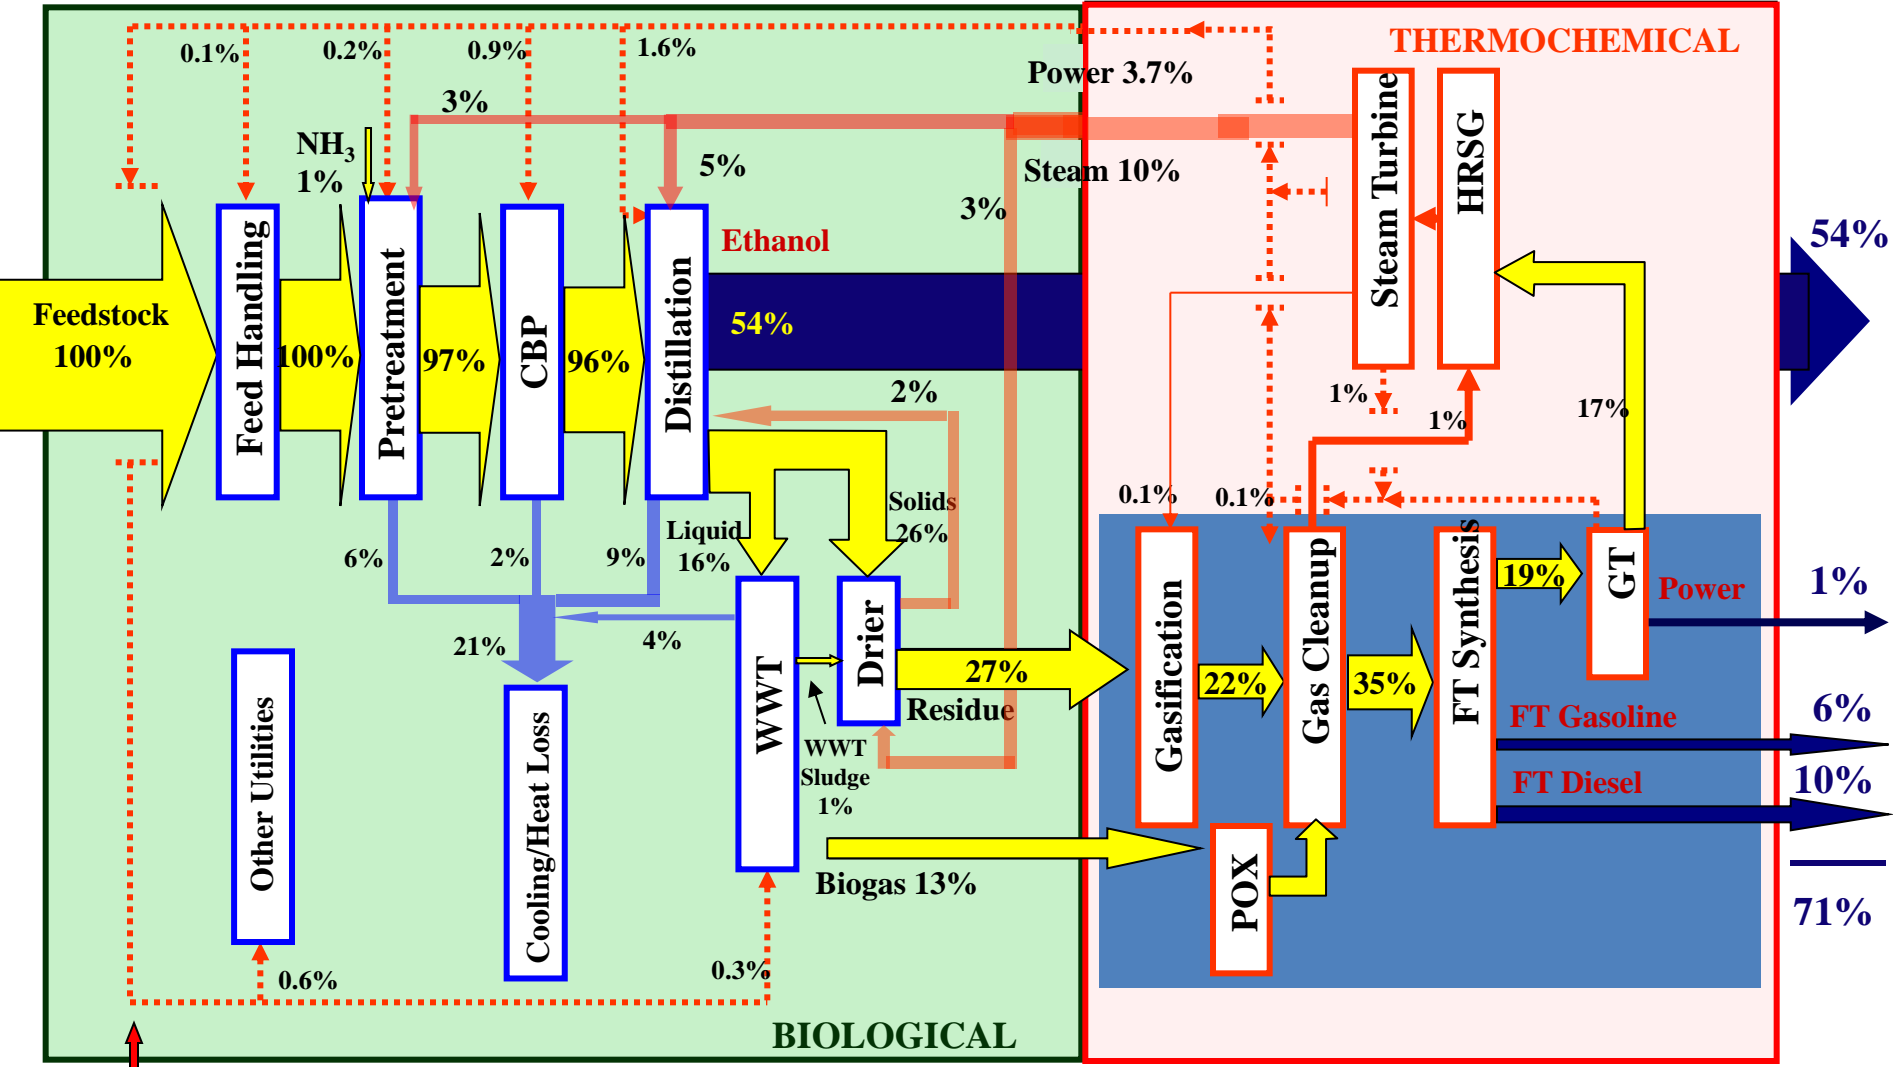 THERMOCHEMICAL
0.1%
0.2%
0.9%
1.6%
Power 3.7%
3%
NH3
1%
5%
Steam 10%
3%
Steam Turbine
HRSG
Ethanol
54%
Feedstock
100%
Feed Handling
100%
Pretreatment
97%
CBP
96%
Distillation
54%
2%
1%
1%
17%
Solids
26%
Liquid
16%
0.1%
0.1%
6%
2%
9%
21%
4%
WWT
Drier
27%
Residue
WWT
Sludge
1%
Gasification
22%
Gas Cleanup
35%
FT Synthesis
19%
GT
Power
1%
FT Gasoline
6%
FT Diesel
10%
71%
Other Utilities
Cooling/Heat Loss
Biogas 13%
POX
0.6%
0.3%
BIOLOGICAL